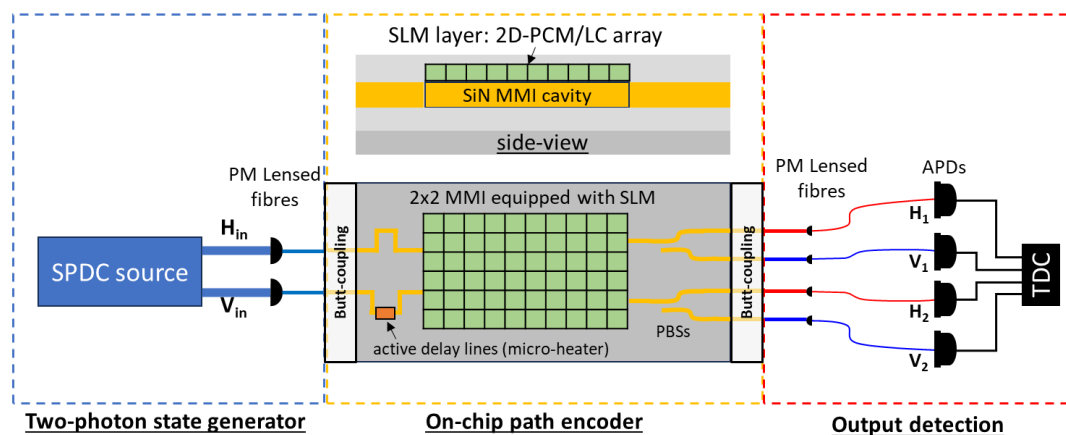 SLM layer: 2D-PCM/LC array
SiN MMI cavity
side-view
PM Lensed
fibres
2x2 MMI equipped with SLM
PM Lensed
fibres
APDs
SPDC source
Hin
Vin
Butt-coupling
Butt-coupling
active delay lines (micro-heater)
PBSs
H1
V1
H2
V2
TDC
Two-photon state generator
On-chip path encoder
Output detection